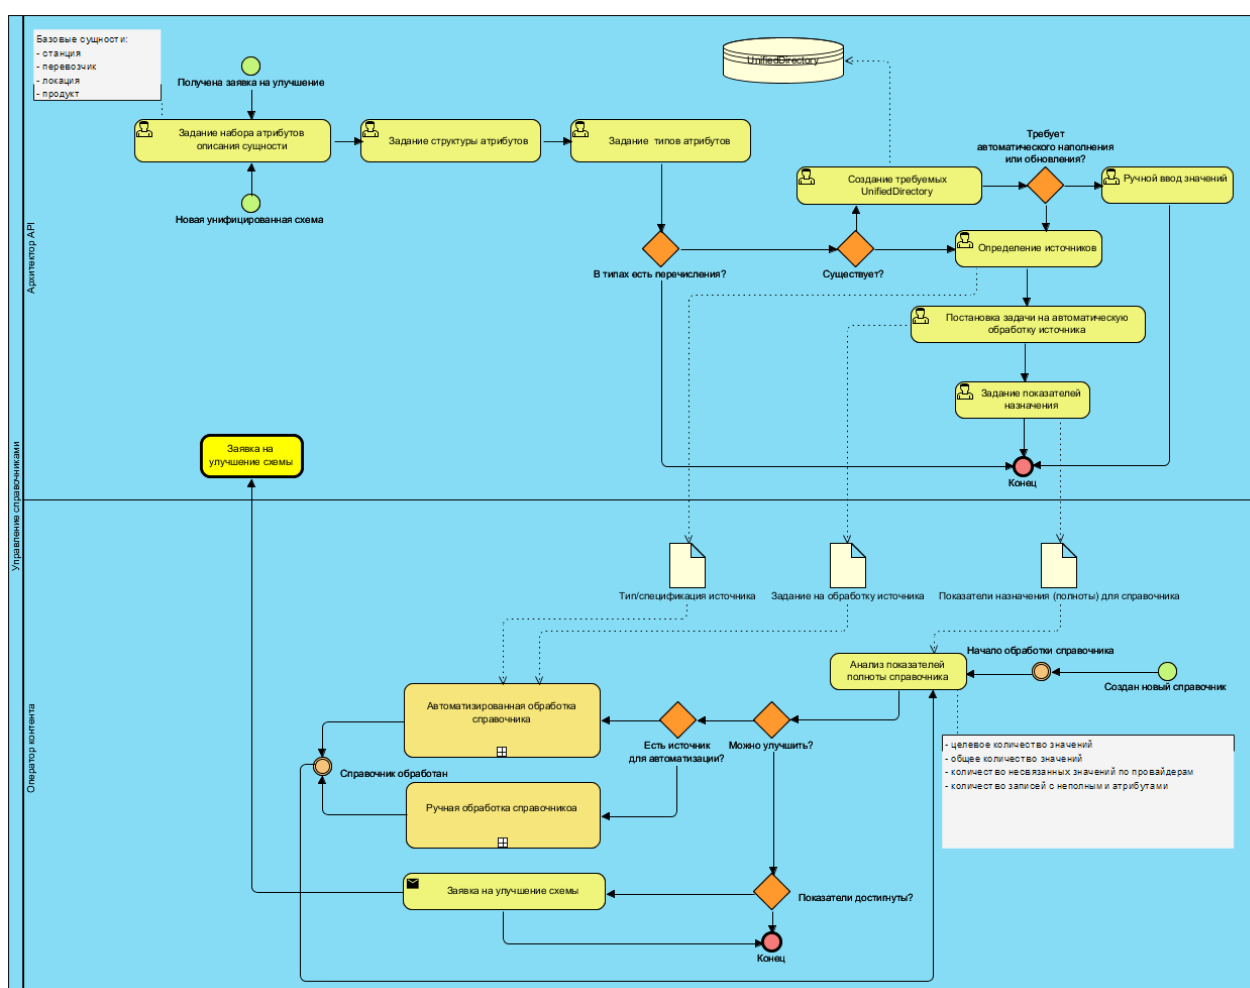 Управление справочниками
Архитектор API
Базовые сущности:
- станция
- перевозчик
- локация
- продукт
Получена заявка на улучшение
Задание набора атрибутов
описания сущности
Задание структуры атрибутов
Задание типов атрибутов
Новая унифицированная схема
UnifiedDirectory
Требует
автоматического наполнения
или обновления?
Создание требуемых
UnifiedDirectory
Ручной ввод значений
В типах есть перечисления?
Существует?
Определение источников
Постановка задачи на автоматическую
обработку источника
Задание показателей
назначения
Конец
Заявка на
улучшение схемы
Оператор контента
Тип/спецификация источника
Задание на обработку источника
Показатели назначения (полноты) для справочника
Анализ показателей
полноты справочника
Начало обработки справочника
Создан новый справочник
Автоматизированная обработка
справочника
Есть источник
для автоматизации?
Можно улучшить?
- целевое количество значений
- общее количество значений
- количество несвязанных значений по провайдерам
- количество записей с неполными атрибутами
Справочник обработан
Ручная обработка справочникоа
Заявка на улучшение схемы
Показатели достигнуты?
Конец